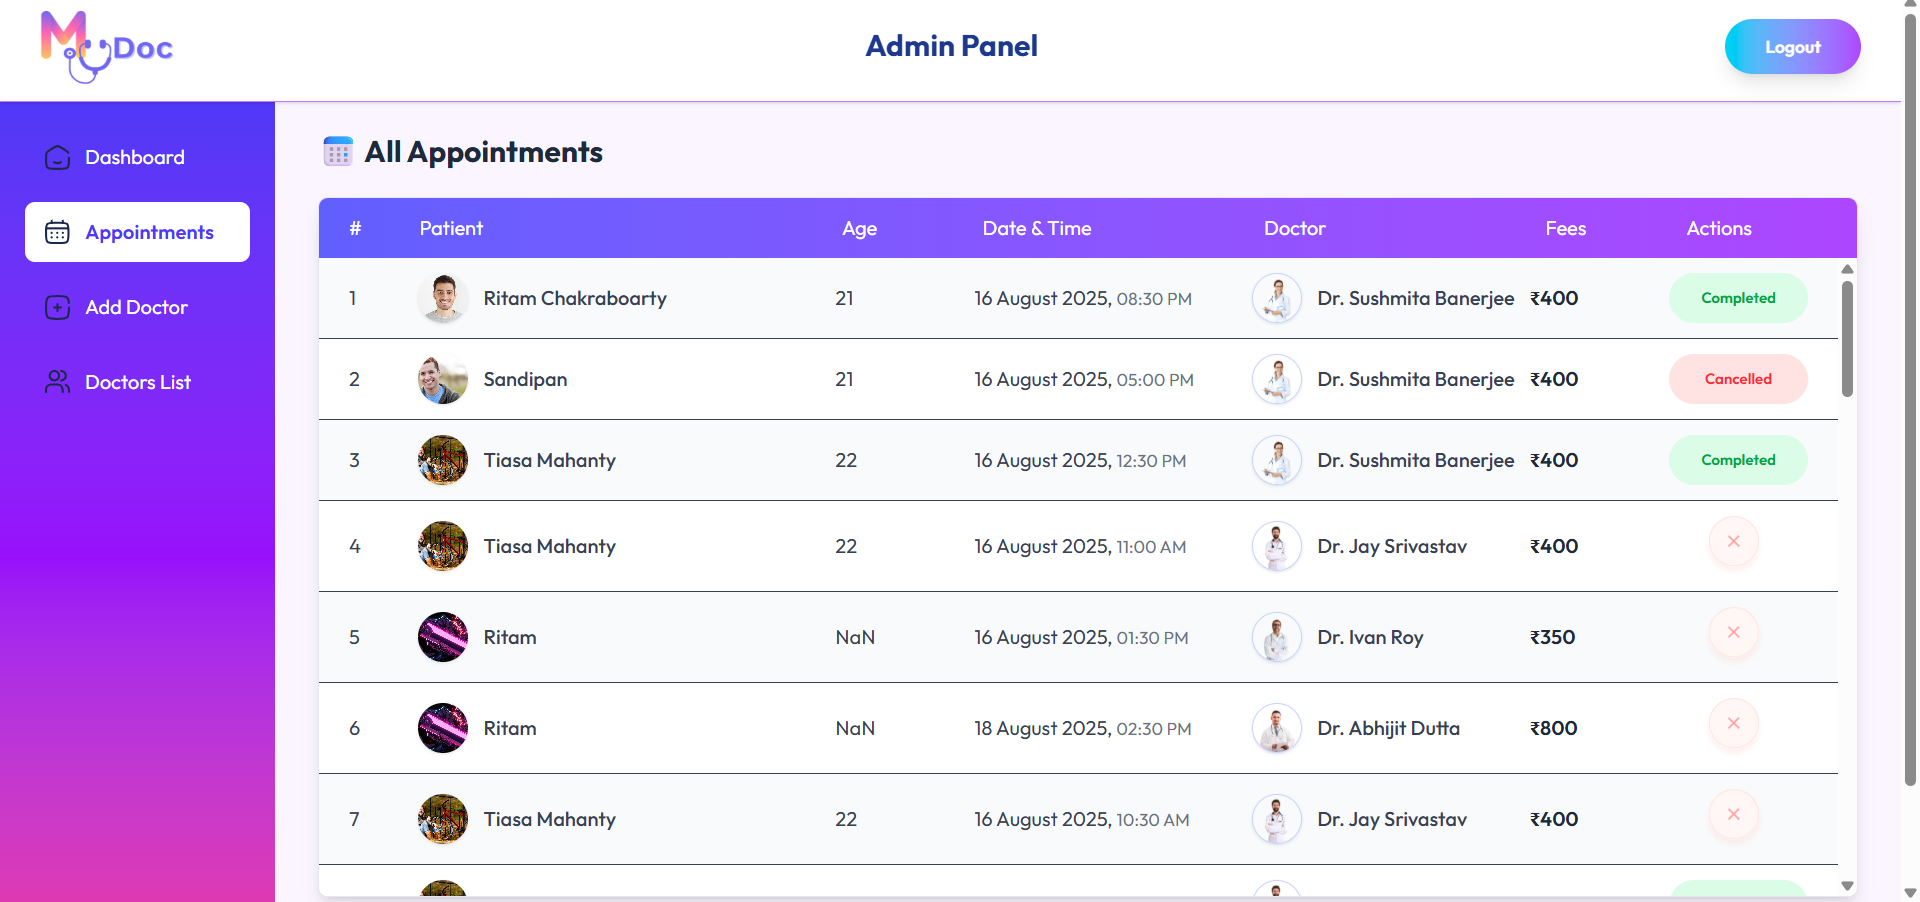 MyDoc
Admin Panel
Logout
Dashboard
Appointments
Add Doctor
Doctors List
All Appointments
# Patient Age Date & Time Doctor Fees Actions
1 Ritam Chakraboarty 21 16 August 2025, 08:30 PM Dr. Sushmita Banerjee ₹400 Completed
2 Sandipan 21 16 August 2025, 05:00 PM Dr. Sushmita Banerjee ₹400 Cancelled
3 Tiasa Mahanty 22 16 August 2025, 12:30 PM Dr. Sushmita Banerjee ₹400 Completed
4 Tiasa Mahanty 22 16 August 2025, 11:00 AM Dr. Jay Srivastav ₹400
5 Ritam NaN 16 August 2025, 01:30 PM Dr. Ivan Roy ₹350
6 Ritam NaN 18 August 2025, 02:30 PM Dr. Abhijit Dutta ₹800
7 Tiasa Mahanty 22 16 August 2025, 10:30 AM Dr. Jay Srivastav ₹400